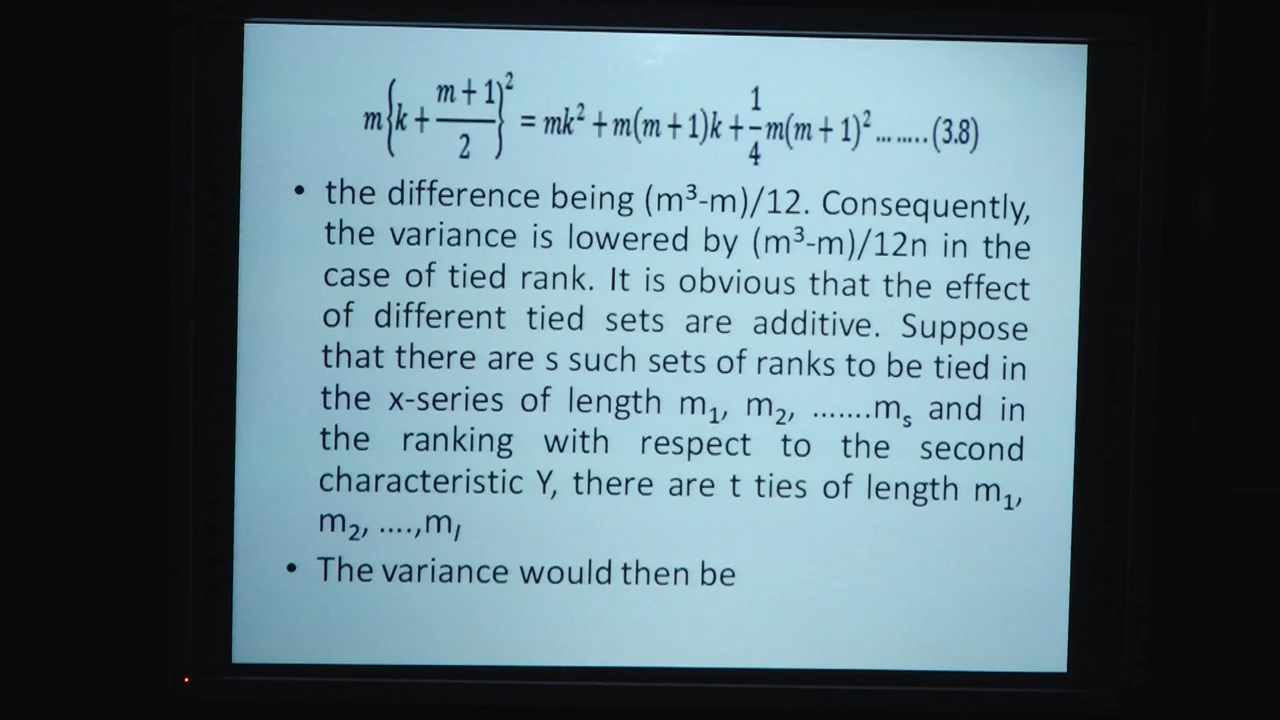 m{k + (m + 1)/2}² = mk² + m(m + 1)k + 1/4 m(m + 1)² ........ (3.8)
• the difference being (m³-m)/12. Consequently,
the variance is lowered by (m³-m)/12n in the
case of tied rank. It is obvious that the effect
of different tied sets are additive. Suppose
that there are s such sets of ranks to be tied in
the x-series of length m₁, m₂, .......mₛ and in
the ranking with respect to the second
characteristic Y, there are t ties of length m₁,
m₂, ....,mₗ
• The variance would then be